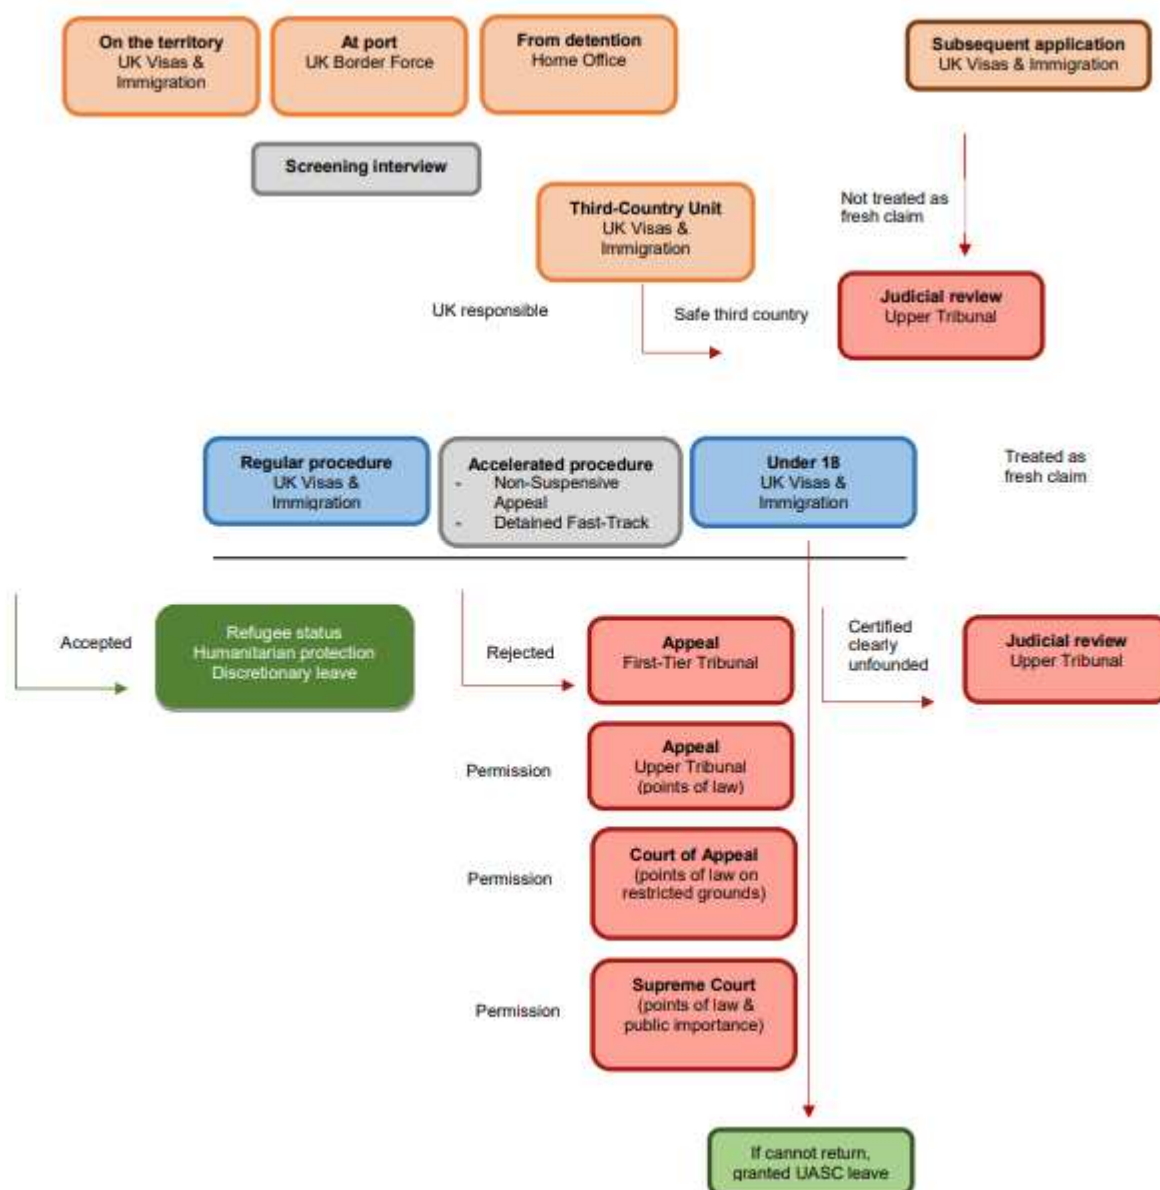 On the territory
UK Visas &
Immigration
At port
UK Border Force
From detention
Home Office
Subsequent application
UK Visas & Immigration
Screening interview
Third-Country Unit
UK Visas &
Immigration
Not treated as
fresh claim
UK responsible
Safe third country
Judicial review
Upper Tribunal
Regular procedure
UK Visas &
Immigration
Accelerated procedure
- Non-Suspensive
Appeal
- Detained Fast-Track
Under 18
UK Visas &
Immigration
Treated as
fresh claim
Accepted
Refugee status
Humanitarian protection
Discretionary leave
Rejected
Appeal
First-Tier Tribunal
Certified
clearly
unfounded
Judicial review
Upper Tribunal
Permission
Appeal
Upper Tribunal
(points of law)
Permission
Court of Appeal
(points of law on
restricted grounds)
Permission
Supreme Court
(points of law &
public importance)
If cannot return,
granted UASC leave